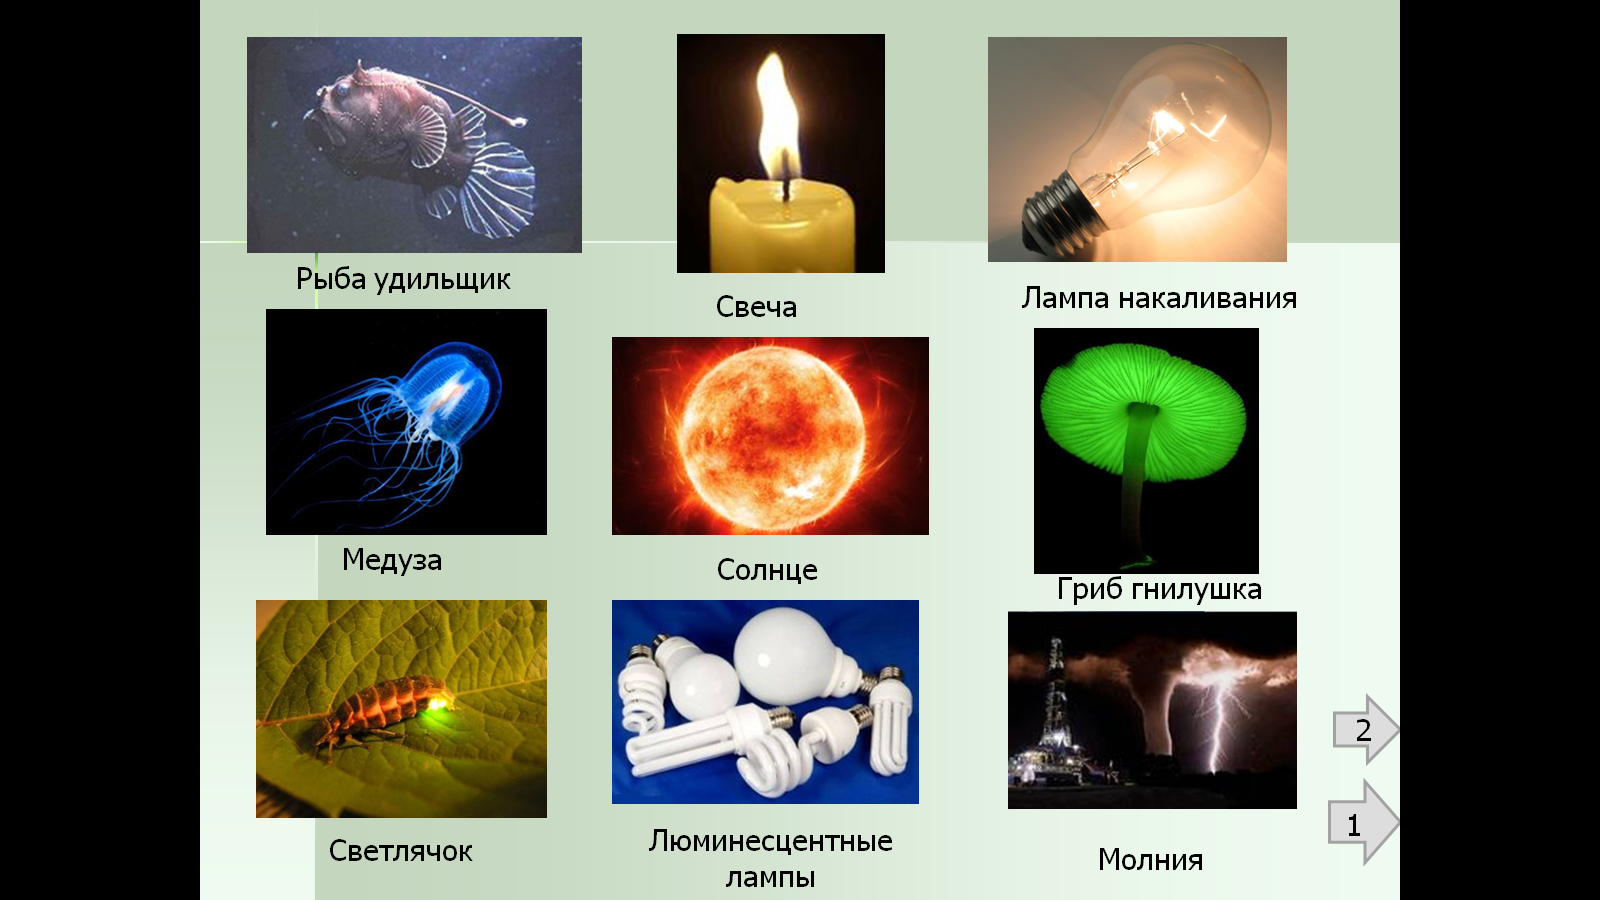 Рыба удильщик
Свеча
Лампа накаливания
Медуза
Солнце
Гриб гнилушка
Светлячок
Люминесцентные
лампы
Молния
2
1